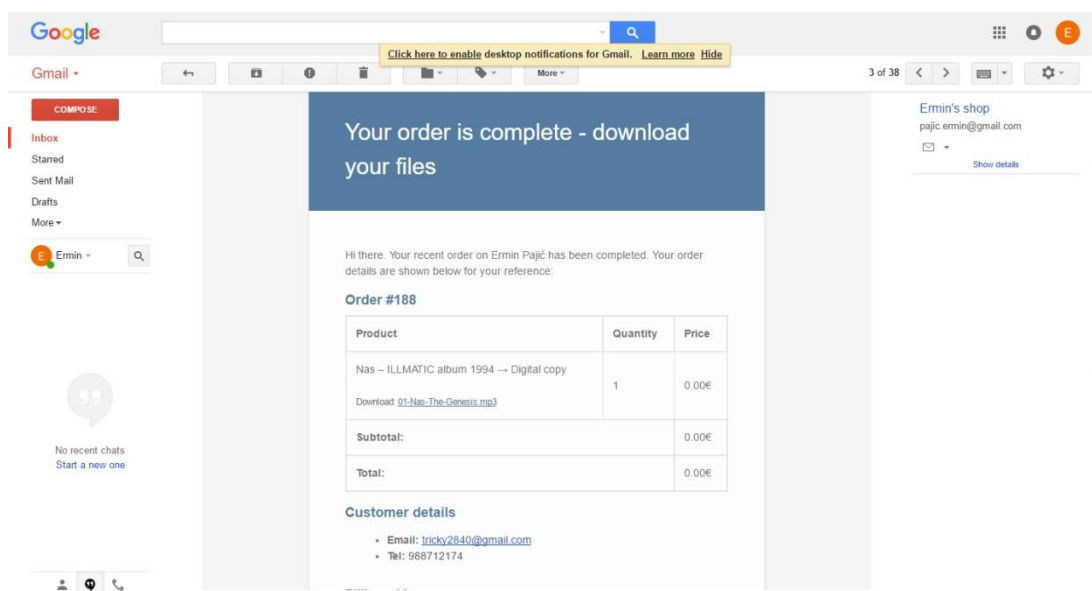 Google
Click here to enable desktop notifications for Gmail. Learn more Hide
E
Gmail
More
3 of 38
COMPOSE
Inbox
Starred
Sent Mail
Drafts
More
E Ermin
No recent chats
Start a new one
Your order is complete - download
your files
Hi there. Your recent order on Ermin Pajić has been completed. Your order
details are shown below for your reference:
Order #188
Product Quantity Price
Nas – ILLMATIC album 1994 → Digital copy
Download: 01-Nas-The-Genesis.mp3
1 0.00€
Subtotal: 0.00€
Total: 0.00€
Customer details
• Email: tricky2840@gmail.com
• Tel: 988712174
Ermin's shop
pajic.ermin@gmail.com
Show details